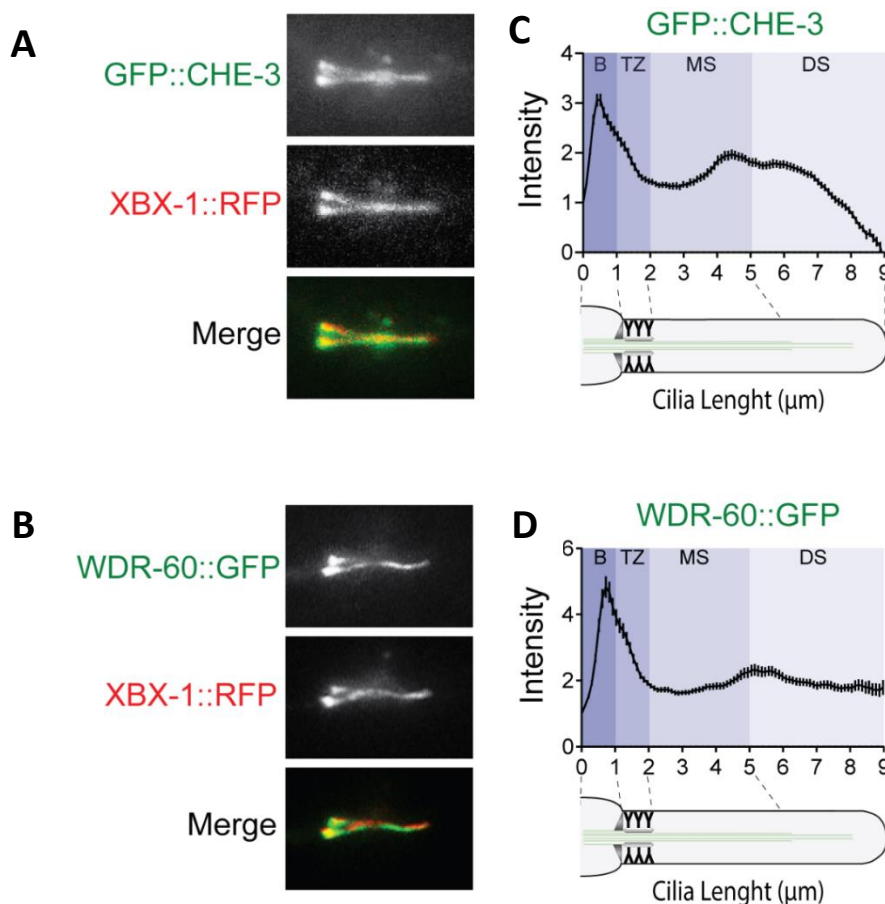 A
GFP::CHE-3
XBX-1::RFP
Merge
C
GFP::CHE-3
B TZ MS DS
Intensity
4
3
2
1
0
0 1 2 3 4 5 6 7 8 9
Cilia Lenght (µm)
B
WDR-60::GFP
XBX-1::RFP
Merge
D
WDR-60::GFP
B TZ MS DS
Intensity
6
4
2
0
0 1 2 3 4 5 6 7 8 9
Cilia Lenght (µm)